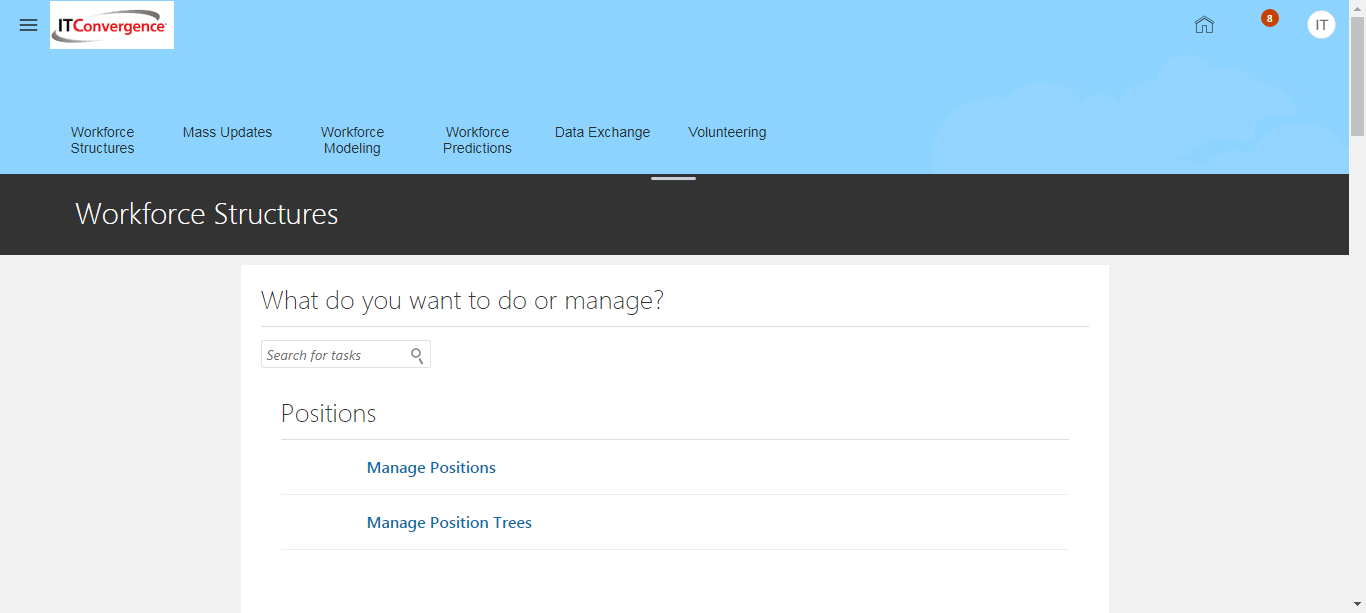 ITConvergence
8
IT
Workforce
Structures
Mass Updates
Workforce
Modeling
Workforce
Predictions
Data Exchange
Volunteering
Workforce Structures
What do you want to do or manage?
Search for tasks
Positions
Manage Positions
Manage Position Trees